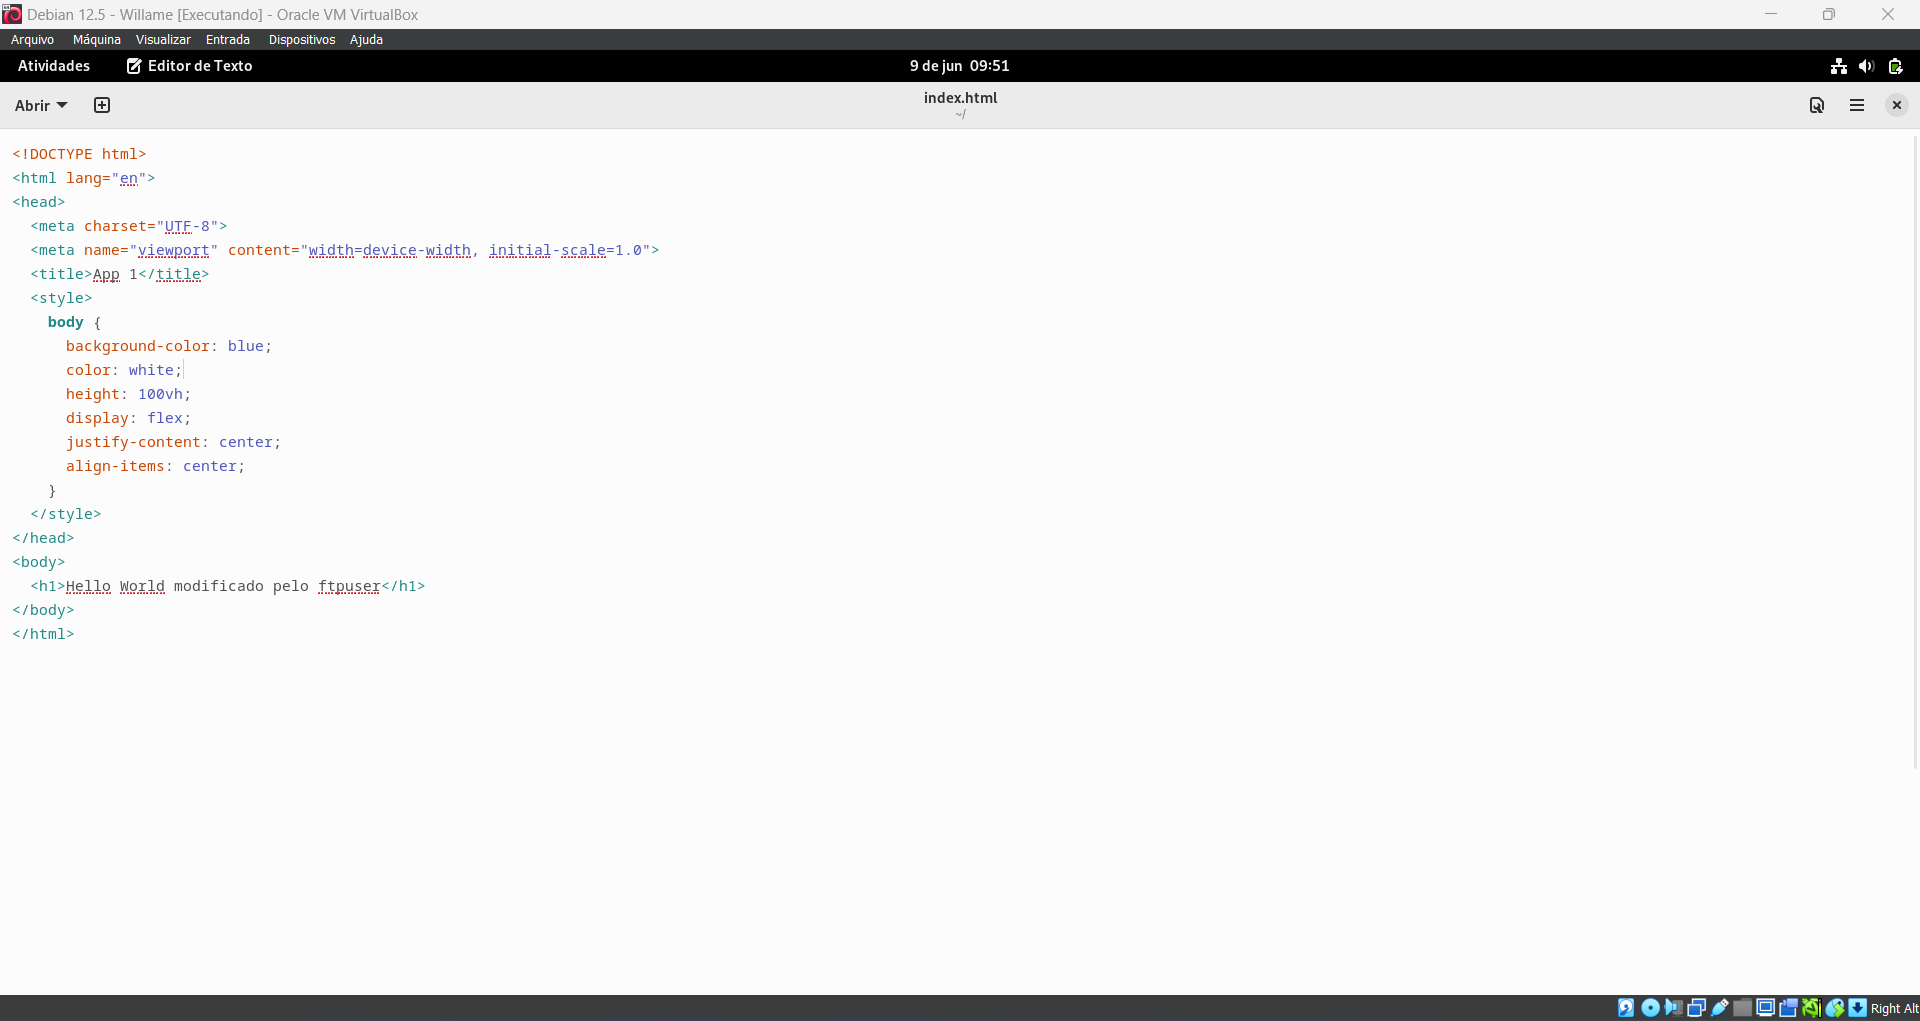 Debian 12.5 - Willame [Executando] - Oracle VM VirtualBox
Arquivo Máquina Visualizar Entrada Dispositivos Ajuda
Atividades Editor de Texto 9 de jun 09:51
Abrir index.html
~/
<!DOCTYPE html>
<html lang="en">
<head>
  <meta charset="UTF-8">
  <meta name="viewport" content="width=device-width, initial-scale=1.0">
  <title>App 1</title>
  <style>
    body {
      background-color: blue;
      color: white;
      height: 100vh;
      display: flex;
      justify-content: center;
      align-items: center;
    }
  </style>
</head>
<body>
  <h1>Hello World modificado pelo ftpuser</h1>
</body>
</html>
Right Alt